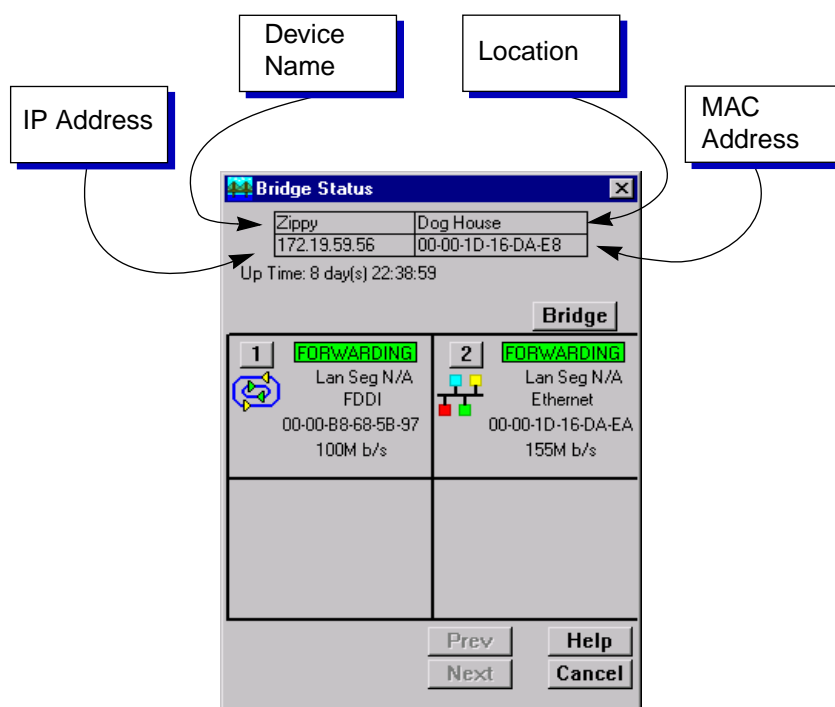 Device
Name
Location
IP Address
MAC
Address
Bridge Status
Zippy Dog House
172.19.59.56 00-00-1D-16-DA-E8
Up Time: 8 day(s) 22:38:59
Bridge
1 FORWARDING
Lan Seg N/A
FDDI
00-00-B8-68-5B-97
100M b/s
2 FORWARDING
Lan Seg N/A
Ethernet
00-00-1D-16-DA-EA
155M b/s
Prev Help
Next Cancel